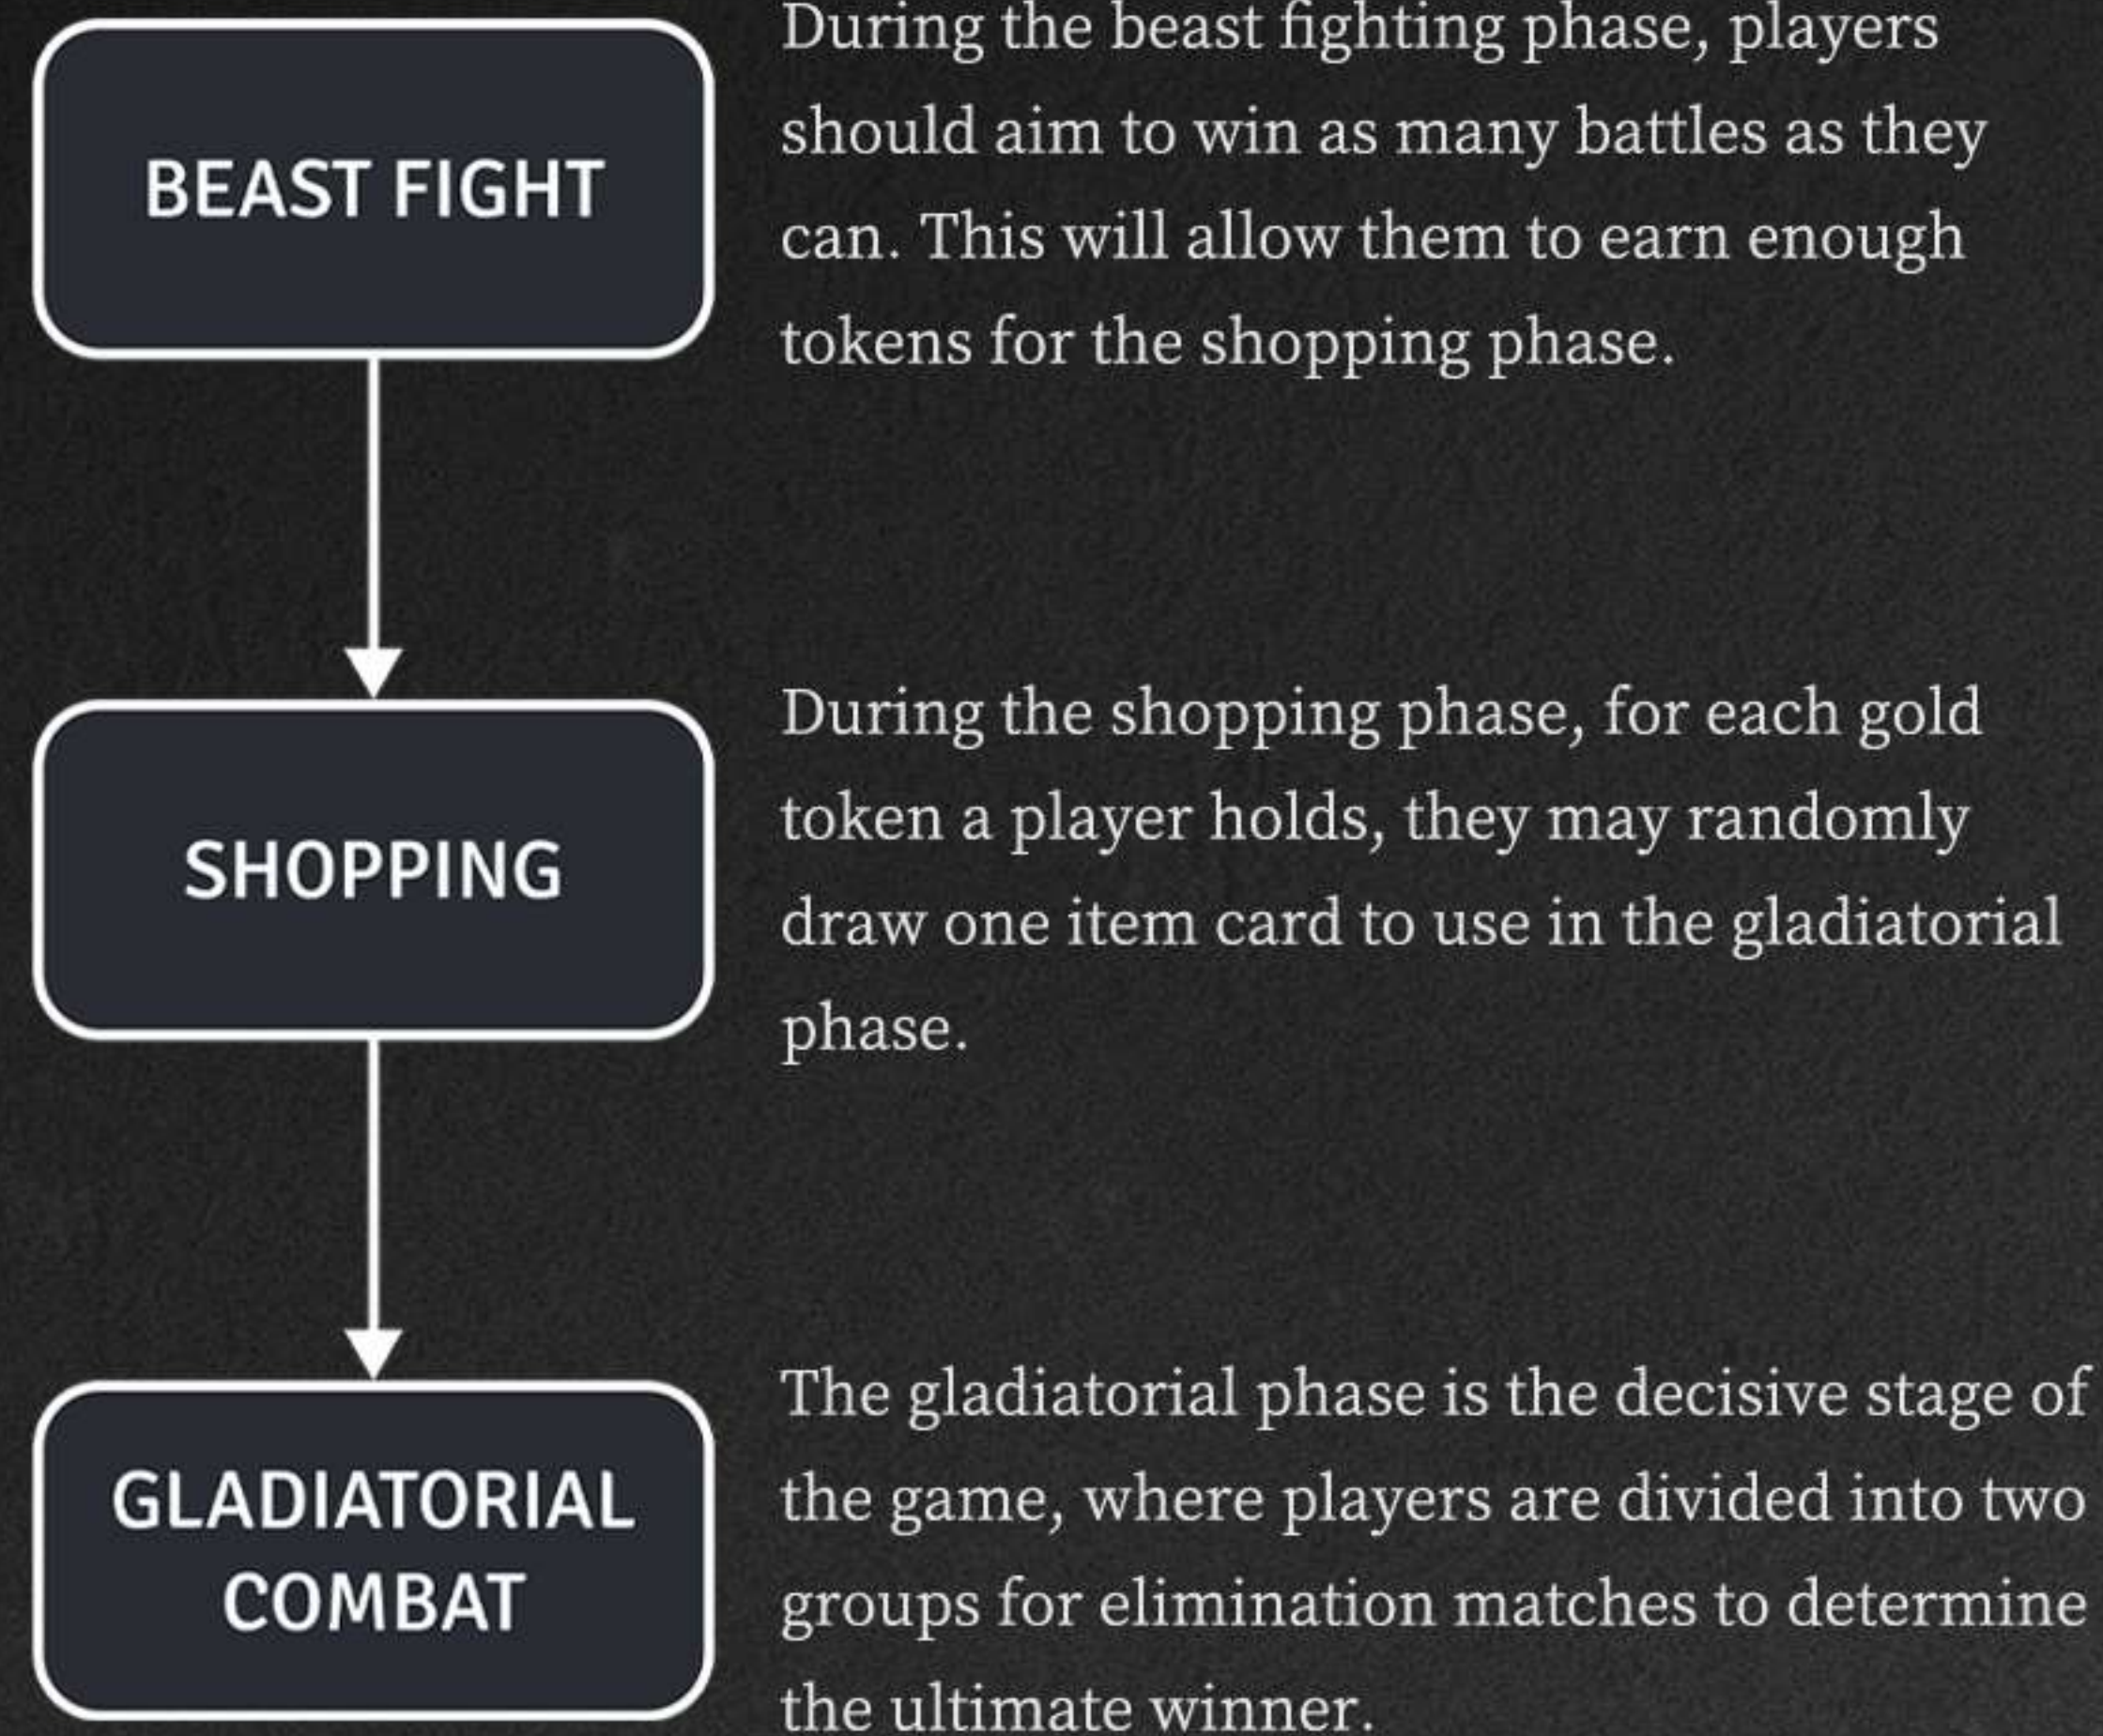 BEAST FIGHT
During the beast fighting phase, players
should aim to win as many battles as they
can. This will allow them to earn enough
tokens for the shopping phase.
SHOPPING
During the shopping phase, for each gold
token a player holds, they may randomly
draw one item card to use in the gladiatorial
phase.
GLADIATORIAL
COMBAT
The gladiatorial phase is the decisive stage of
the game, where players are divided into two
groups for elimination matches to determine
the ultimate winner.